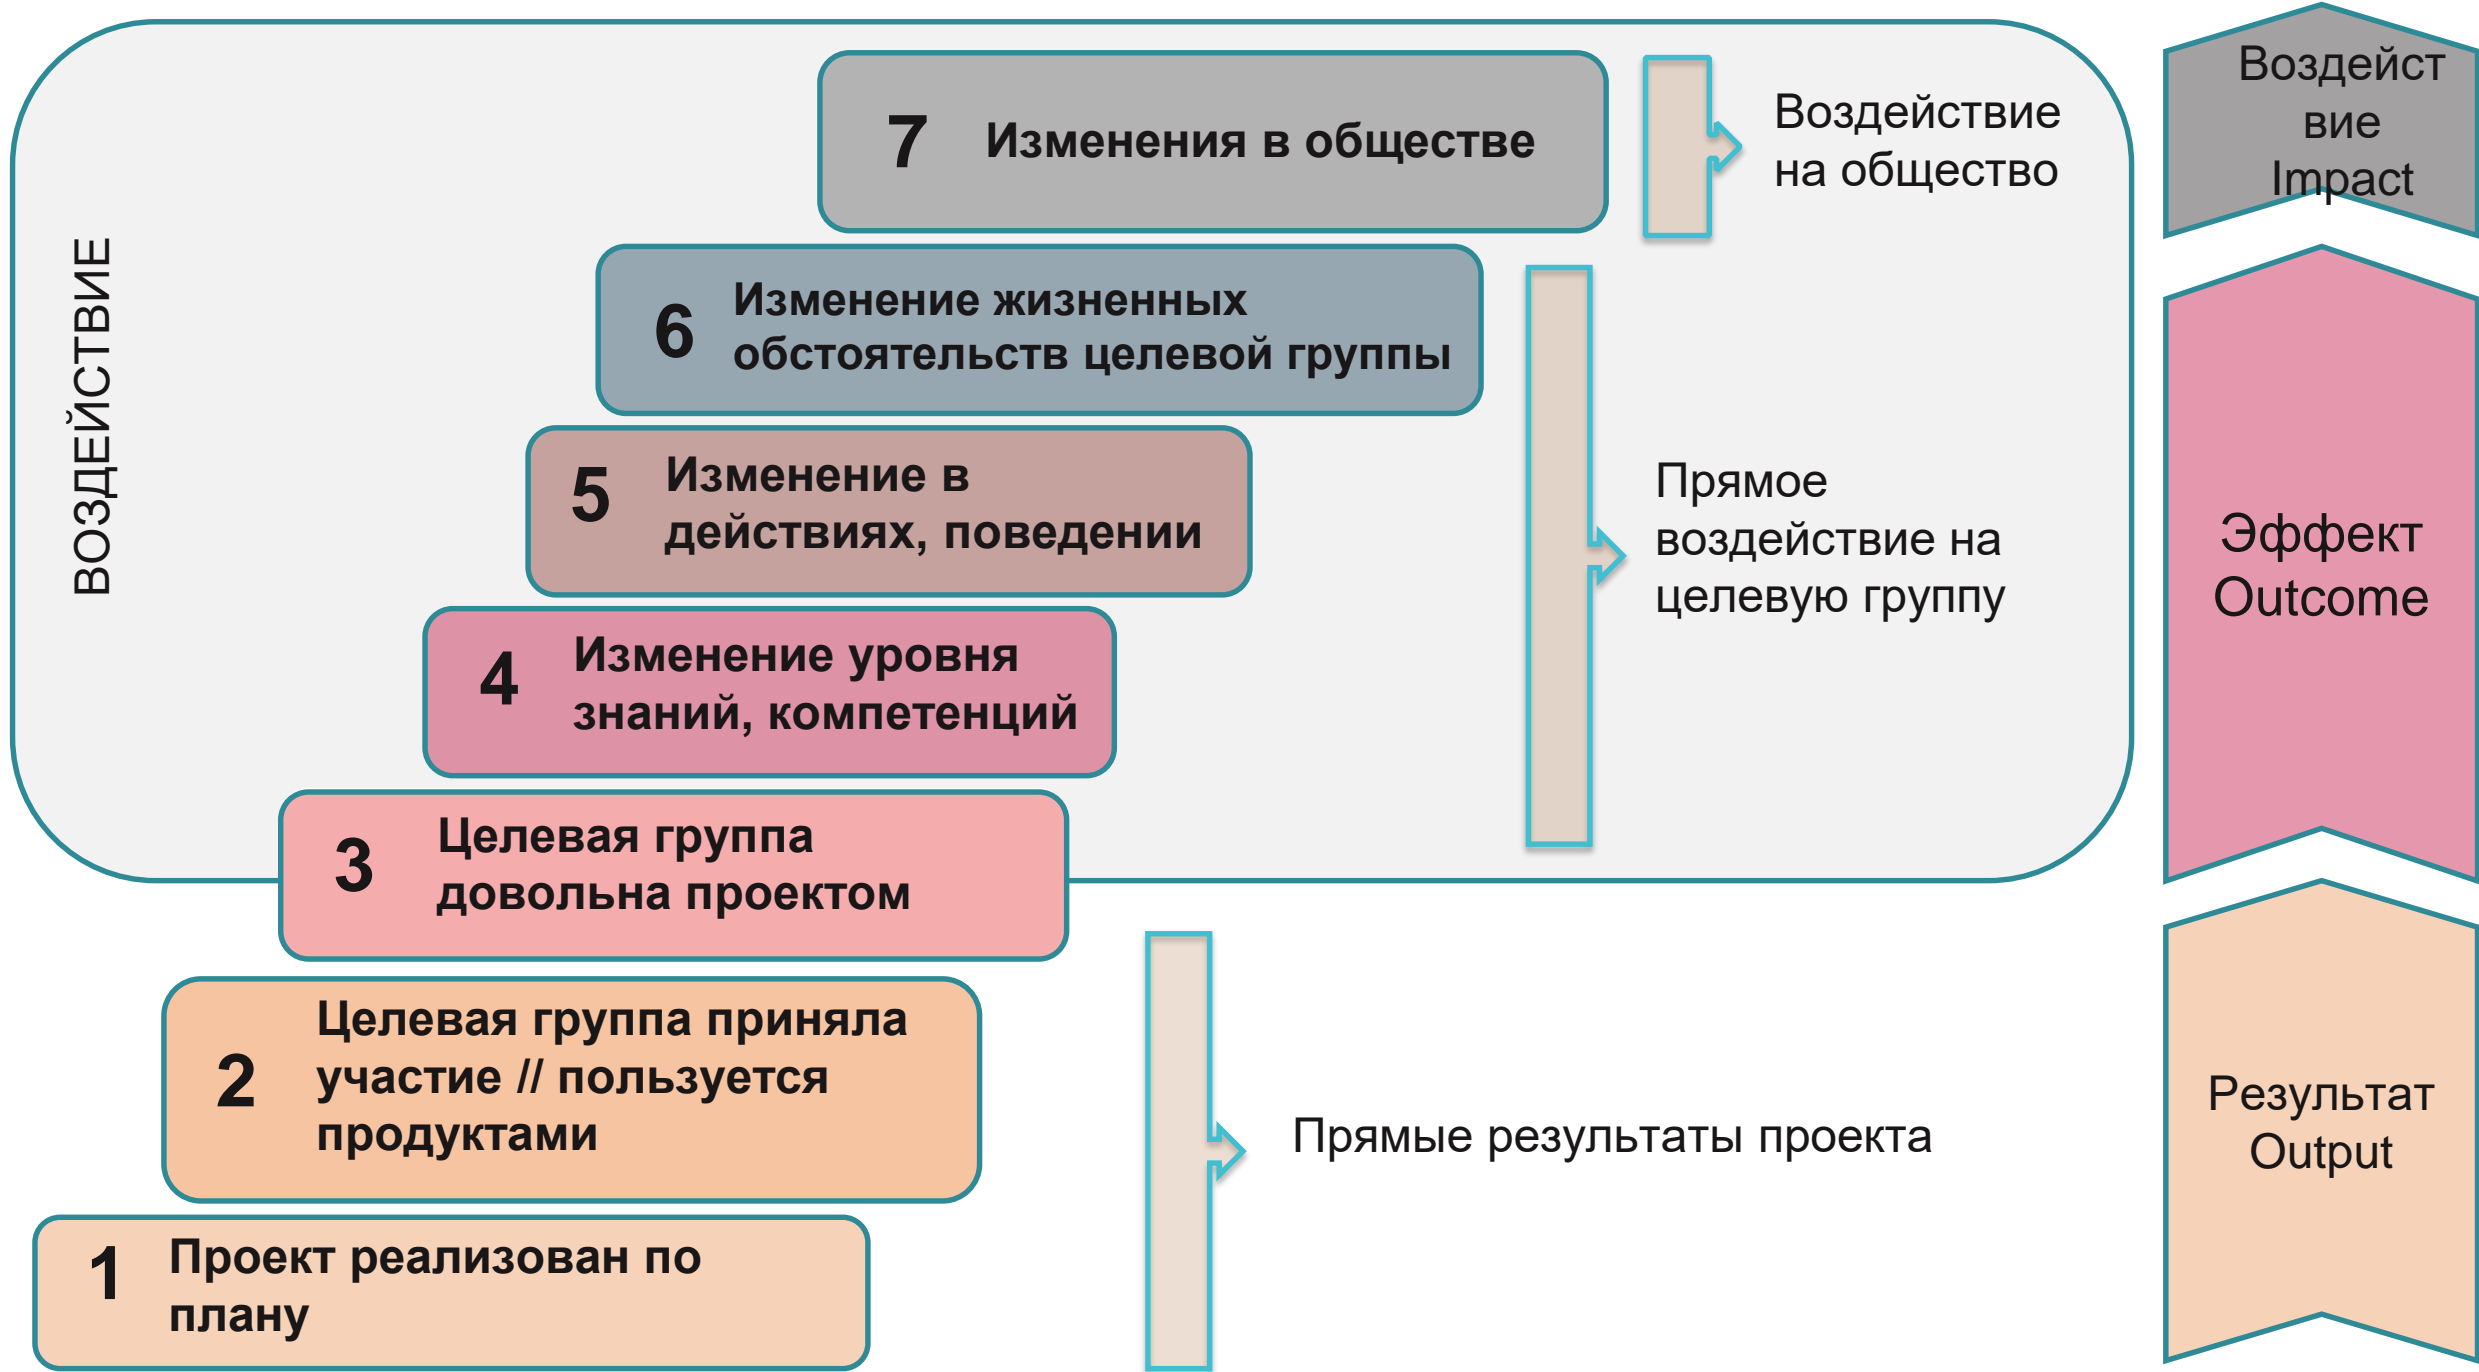 ВОЗДЕЙСТВИЕ
7 Изменения в обществе
Воздействие
на общество
Воздейст
вие
Impact
6 Изменение жизненных
обстоятельств целевой группы
5 Изменение в
действиях, поведении
Прямое
воздействие на
целевую группу
Эффект
Outcome
4 Изменение уровня
знаний, компетенций
3 Целевая группа
довольна проектом
2 Целевая группа приняла
участие // пользуется
продуктами
Прямые результаты проекта
Результат
Output
1 Проект реализован по
плану